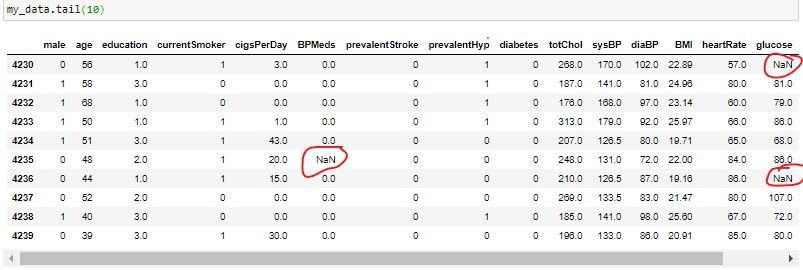 my_data.tail(10)
male age education currentSmoker cigsPerDay BPMeds prevalentStroke prevalentHyp diabetes totChol sysBP diaBP BMI heartRate glucose
4230 0 56 1.0 1 3.0 0.0 0 1 0 268.0 170.0 102.0 22.89 57.0 NaN
4231 1 58 3.0 0 0.0 0.0 0 1 0 187.0 141.0 81.0 24.96 80.0 81.0
4232 1 68 1.0 0 0.0 0.0 0 1 0 176.0 168.0 97.0 23.14 60.0 79.0
4233 1 50 1.0 1 1.0 0.0 0 1 0 313.0 179.0 92.0 25.97 66.0 86.0
4234 1 51 3.0 1 43.0 0.0 0 0 0 207.0 126.5 80.0 19.71 65.0 68.0
4235 0 48 2.0 1 20.0 NaN 0 0 0 248.0 131.0 72.0 22.00 84.0 86.0
4236 0 44 1.0 1 15.0 0.0 0 0 0 210.0 126.5 87.0 19.16 86.0 NaN
4237 0 52 2.0 0 0.0 0.0 0 0 0 269.0 133.5 83.0 21.47 80.0 107.0
4238 1 40 3.0 0 0.0 0.0 0 1 0 185.0 141.0 98.0 25.60 67.0 72.0
4239 0 39 3.0 1 30.0 0.0 0 0 0 196.0 133.0 86.0 20.91 85.0 80.0